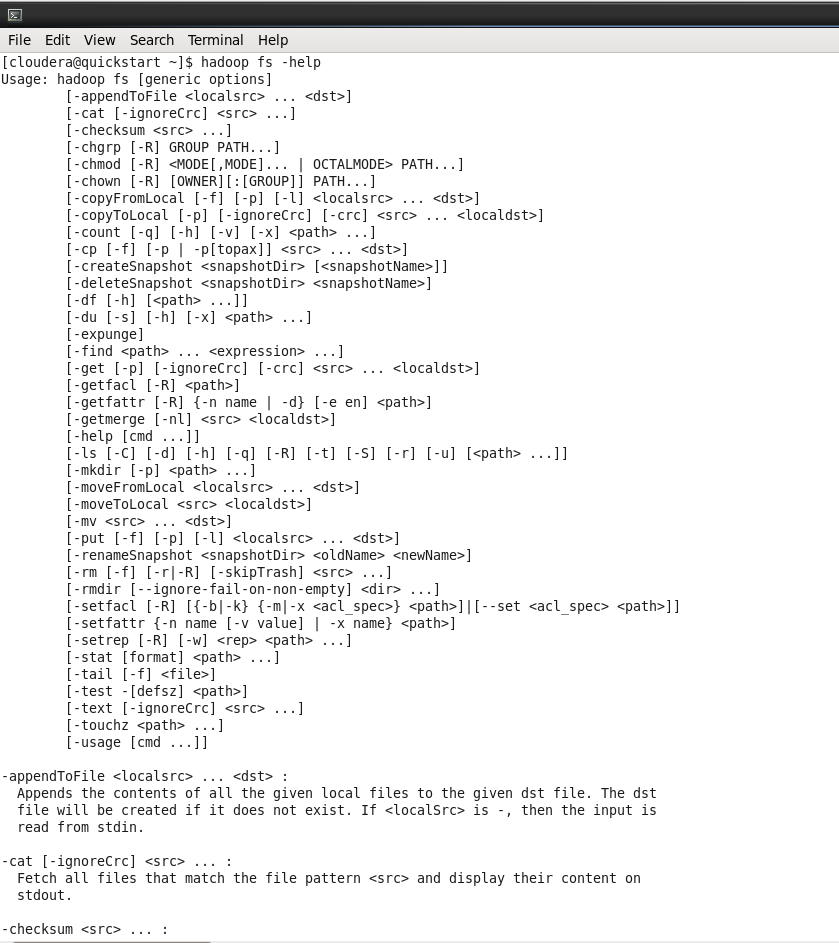 File Edit View Search Terminal Help
[cloudera@quickstart ~]$ hadoop fs -help
Usage: hadoop fs [generic options]
        [-appendToFile <localsrc> ... <dst>]
        [-cat [-ignoreCrc] <src> ...]
        [-checksum <src> ...]
        [-chgrp [-R] GROUP PATH...]
        [-chmod [-R] <MODE[,MODE]... | OCTALMODE> PATH...]
        [-chown [-R] [OWNER][:[GROUP]] PATH...]
        [-copyFromLocal [-f] [-p] [-l] <localsrc> ... <dst>]
        [-copyToLocal [-p] [-ignoreCrc] [-crc] <src> ... <localdst>]
        [-count [-q] [-h] [-v] [-x] <path> ...]
        [-cp [-f] [-p | -p[topax]] <src> ... <dst>]
        [-createSnapshot <snapshotDir> [<snapshotName>]]
        [-deleteSnapshot <snapshotDir> <snapshotName>]
        [-df [-h] [<path> ...]]
        [-du [-s] [-h] [-x] <path> ...]
        [-expunge]
        [-find <path> ... <expression> ...]
        [-get [-p] [-ignoreCrc] [-crc] <src> ... <localdst>]
        [-getfacl [-R] <path>]
        [-getfattr [-R] {-n name | -d} [-e en] <path>]
        [-getmerge [-nl] <src> <localdst>]
        [-help [cmd ...]]
        [-ls [-C] [-d] [-h] [-q] [-R] [-t] [-S] [-r] [-u] [<path> ...]]
        [-mkdir [-p] <path> ...]
        [-moveFromLocal <localsrc> ... <dst>]
        [-moveToLocal <src> <localdst>]
        [-mv <src> ... <dst>]
        [-put [-f] [-p] [-l] <localsrc> ... <dst>]
        [-renameSnapshot <snapshotDir> <oldName> <newName>]
        [-rm [-f] [-r|-R] [-skipTrash] <src> ...]
        [-rmdir [--ignore-fail-on-non-empty] <dir> ...]
        [-setfacl [-R] [{-b|-k} {-m|-x <acl_spec>} <path>]|[--set <acl_spec> <path>]]
        [-setfattr {-n name [-v value] | -x name} <path>]
        [-setrep [-R] [-w] <rep> <path> ...]
        [-stat [format] <path> ...]
        [-tail [-f] <file>]
        [-test -[defsz] <path>]
        [-text [-ignoreCrc] <src> ...]
        [-touchz <path> ...]
        [-usage [cmd ...]]
-appendToFile <localsrc> ... <dst> :
  Appends the contents of all the given local files to the given dst file. The dst
  file will be created if it does not exist. If <localSrc> is -, then the input is
  read from stdin.
-cat [-ignoreCrc] <src> ... :
  Fetch all files that match the file pattern <src> and display their content on
  stdout.
-checksum <src> ... :